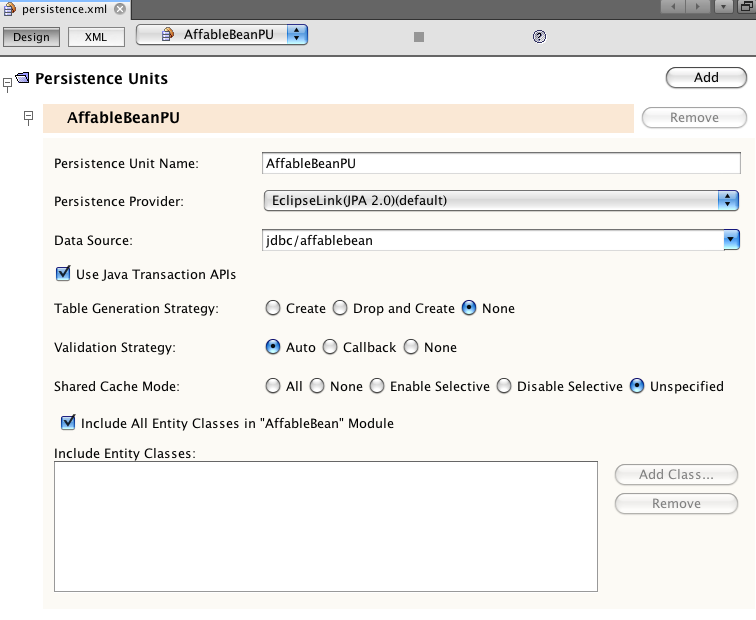 persistence.xml
Design XML AffableBeanPU ?
Persistence Units Add
AffableBeanPU Remove
Persistence Unit Name: AffableBeanPU
Persistence Provider: EclipseLink(JPA 2.0)(default)
Data Source: jdbc/affablebean
Use Java Transaction APIs
Table Generation Strategy: Create Drop and Create None
Validation Strategy: Auto Callback None
Shared Cache Mode: All None Enable Selective Disable Selective Unspecified
Include All Entity Classes in "AffableBean" Module
Include Entity Classes:
Add Class...
Remove